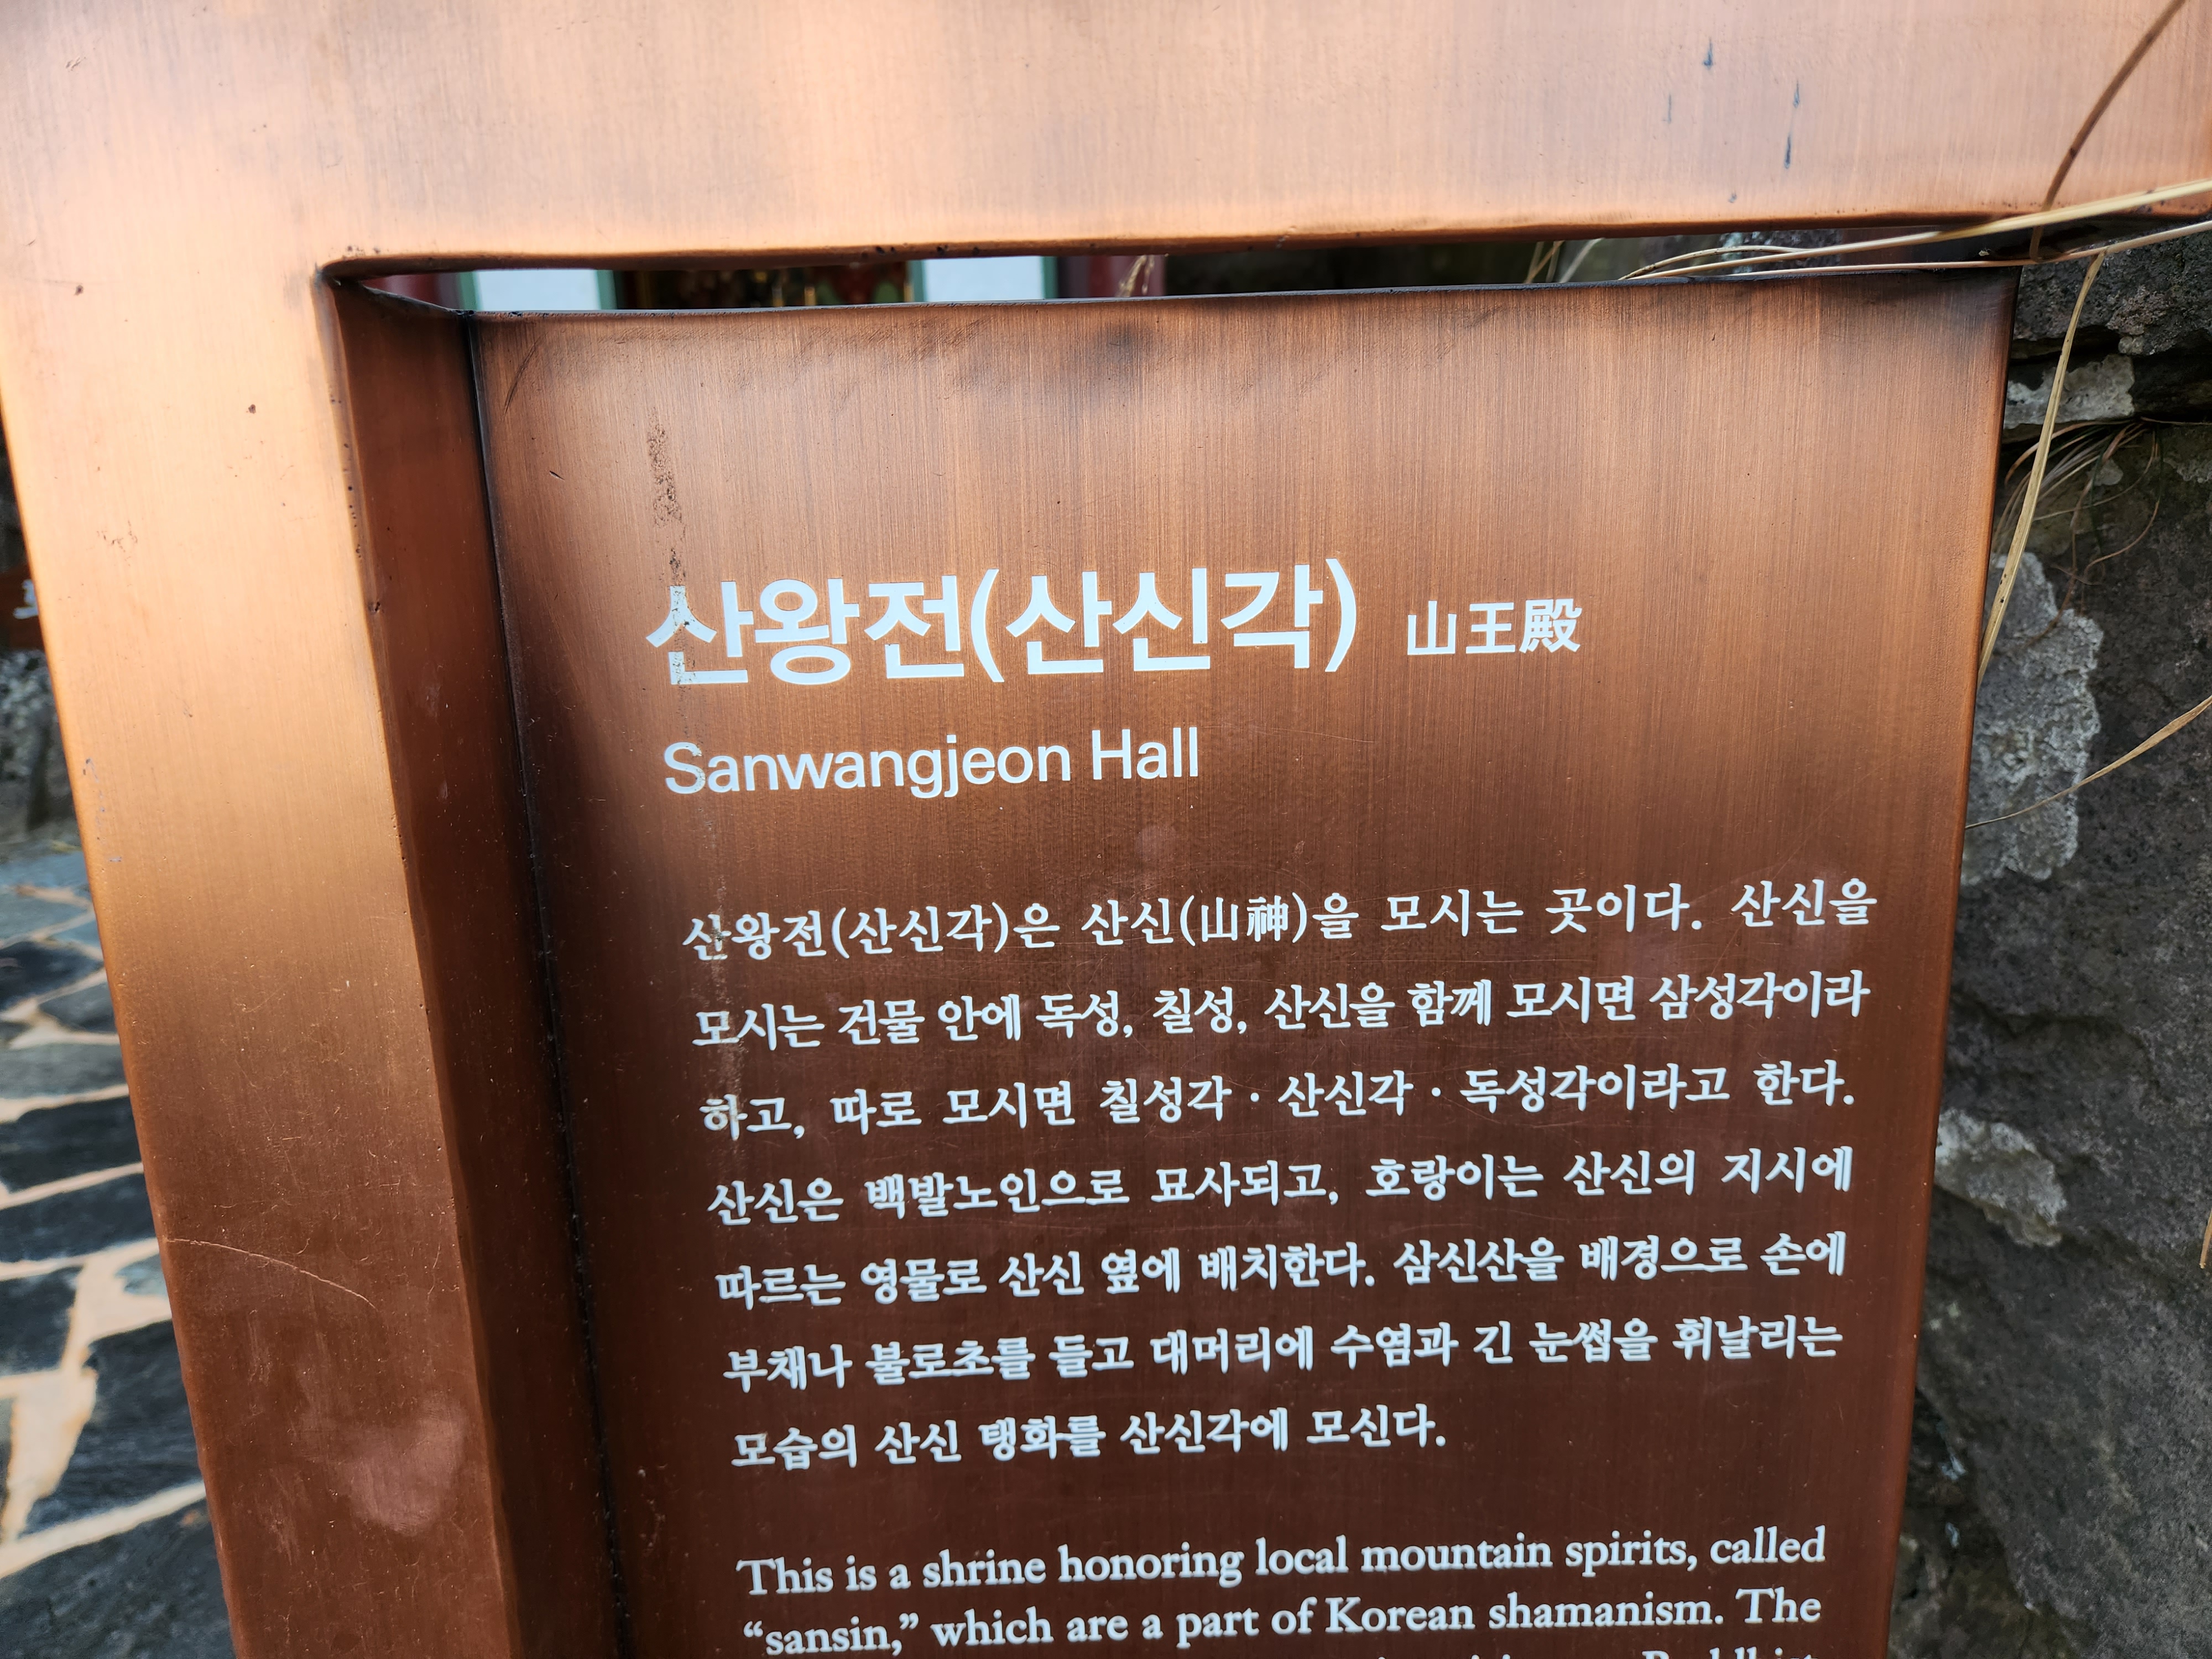 산왕전(산신각) 山王殿
Sanwangjeon Hall
산왕전(산신각)은 산신(山神)을 모시는 곳이다. 산신을
모시는 건물 안에 독성, 칠성, 산신을 함께 모시면 삼성각이라
하고, 따로 모시면 칠성각 · 산신각 · 독성각이라고 한다.
산신은 백발노인으로 묘사되고, 호랑이는 산신의 지시에
따르는 영물로 산신 옆에 배치한다. 삼신산을 배경으로 손에
부채나 불로초를 들고 대머리에 수염과 긴 눈썹을 휘날리는
모습의 산신 탱화를 산신각에 모신다.
This is a shrine honoring local mountain spirits, called
“sansin,” which are a part of Korean shamanism. The